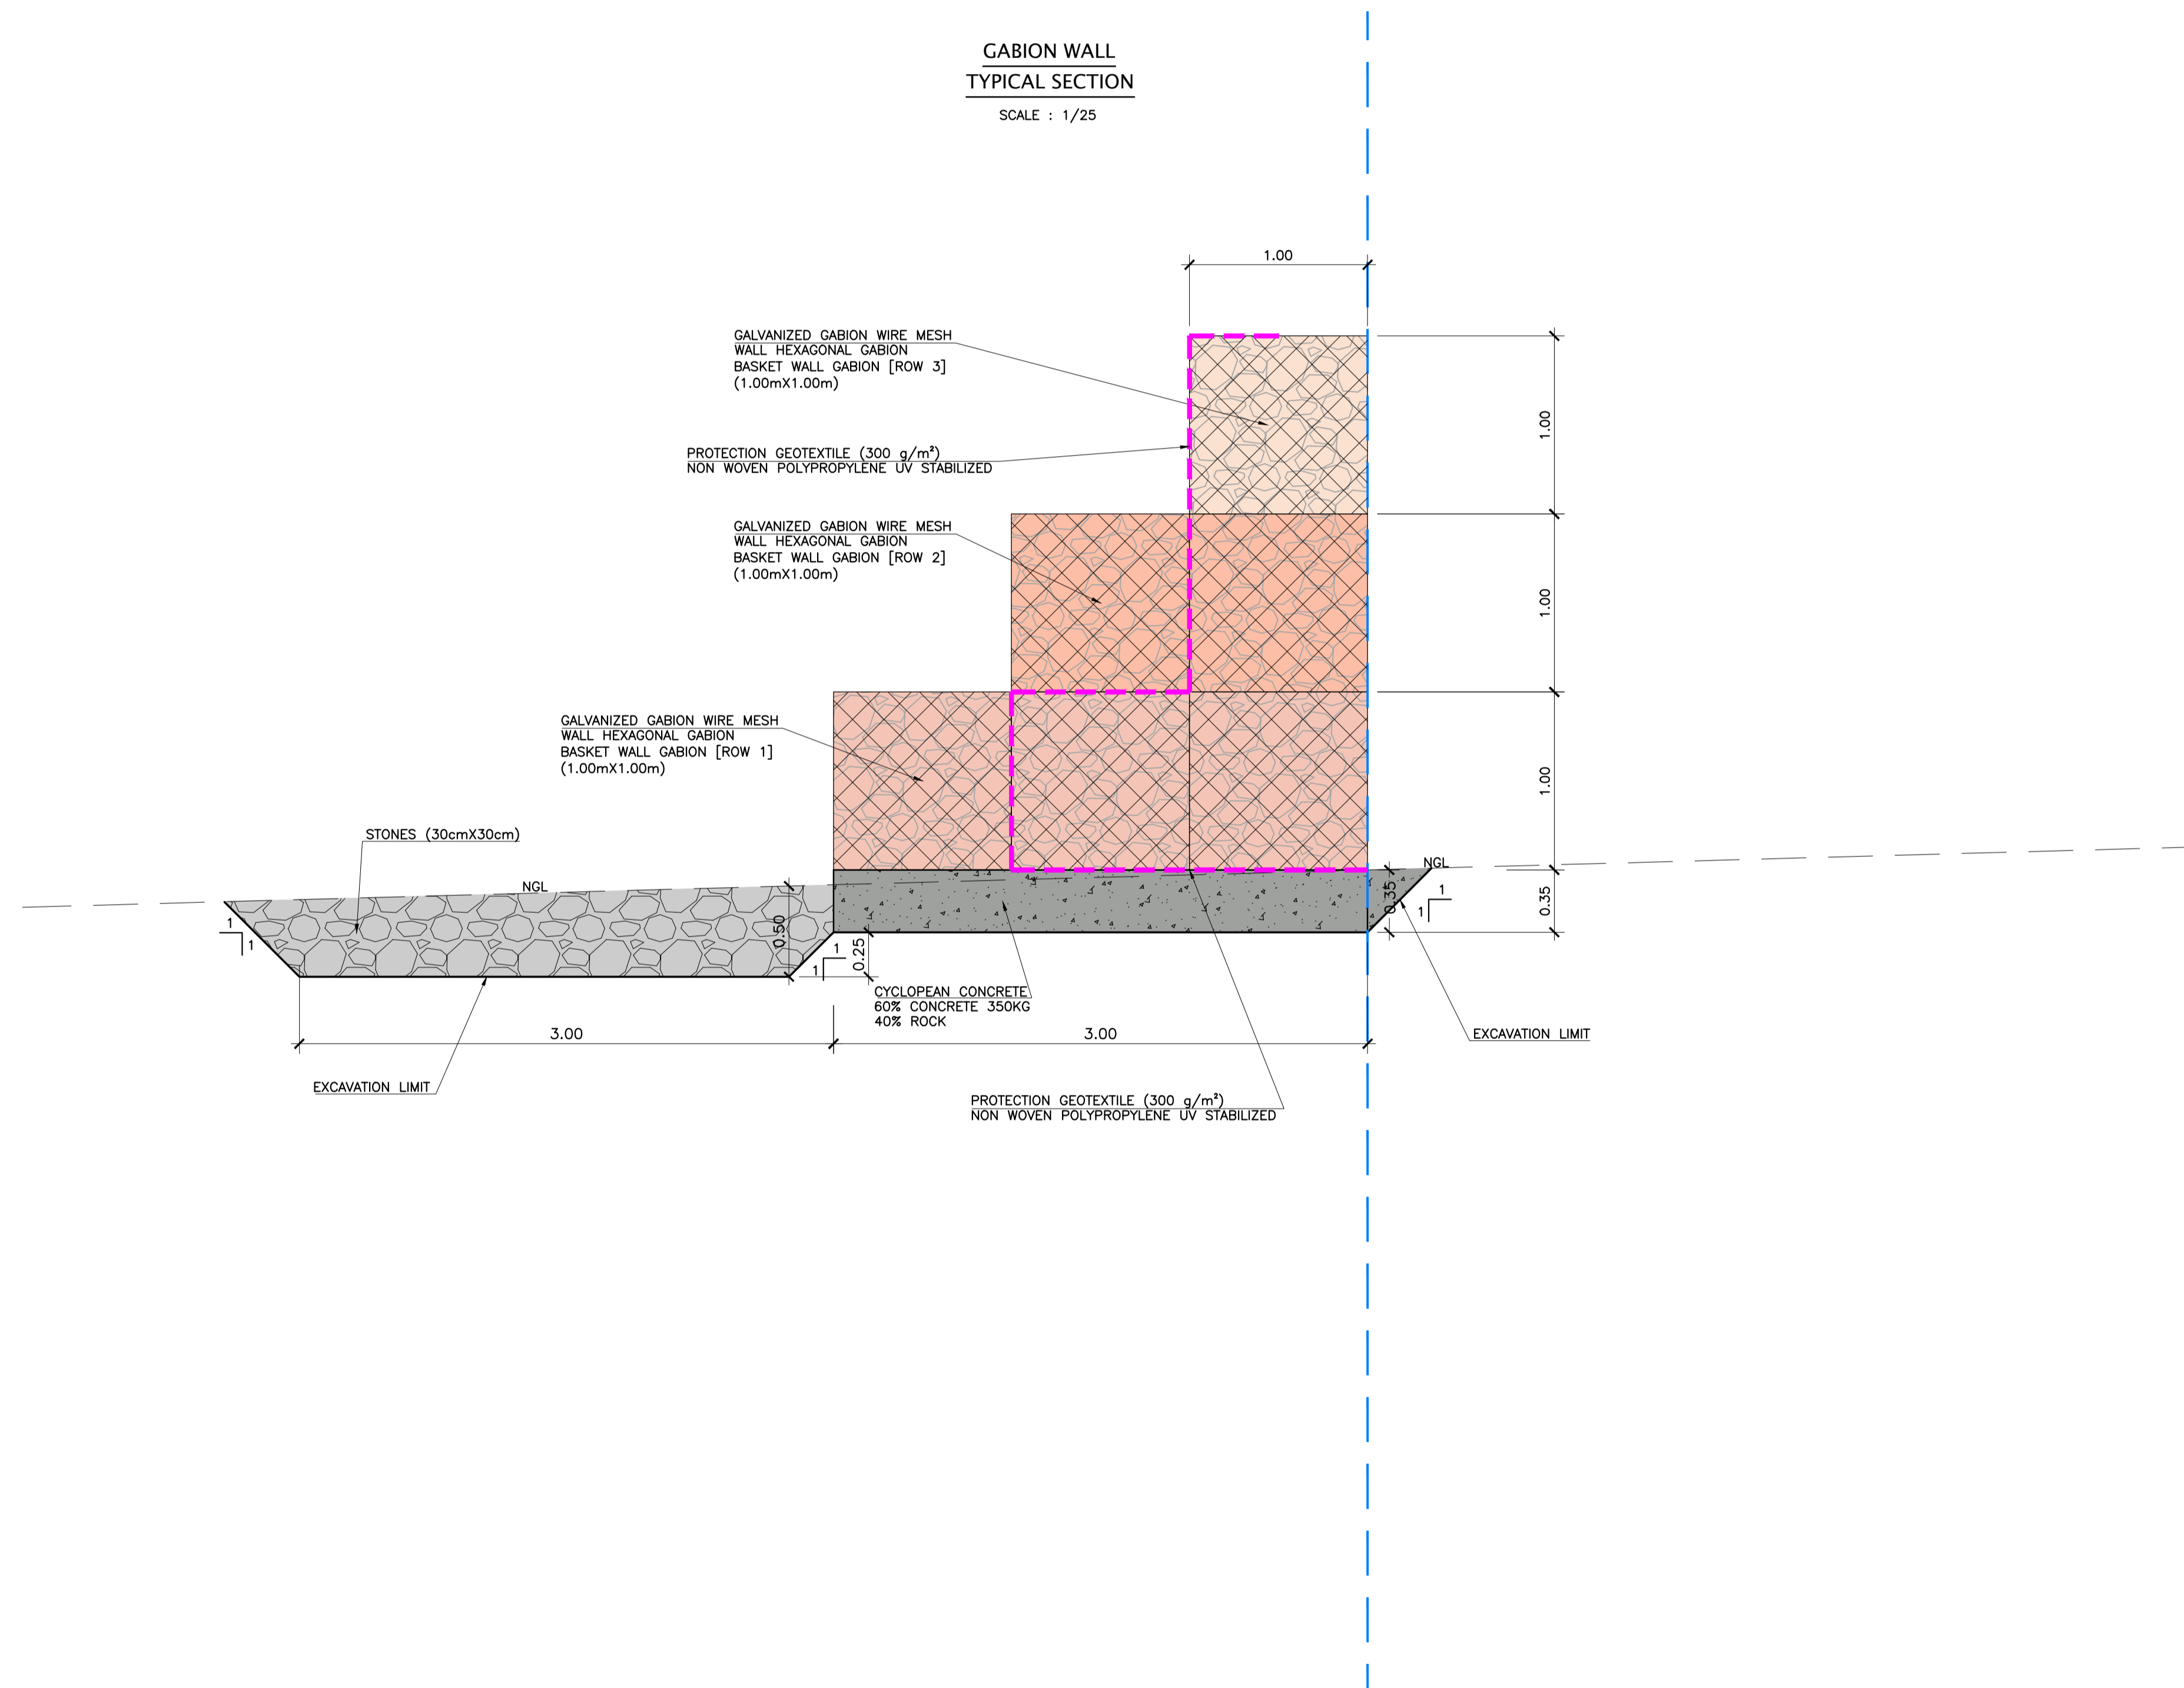 GABION WALL
TYPICAL SECTION
SCALE : 1/25
1.00
GALVANIZED GABION WIRE MESH
WALL HEXAGONAL GABION
BASKET WALL GABION [ROW 3]
(1.00mX1.00m)
1.00
PROTECTION GEOTEXTILE (300 g/m²)
NON WOVEN POLYPROPYLENE UV STABILIZED
GALVANIZED GABION WIRE MESH
WALL HEXAGONAL GABION
BASKET WALL GABION [ROW 2]
(1.00mX1.00m)
1.00
GALVANIZED GABION WIRE MESH
WALL HEXAGONAL GABION
BASKET WALL GABION [ROW 1]
(1.00mX1.00m)
1.00
STONES (30cmX30cm)
NGL
NGL
0.35
0.35
1
1
1
1
0.50
0.25
1
1
CYCLOPEAN CONCRETE
60% CONCRETE 350KG
40% ROCK
3.00
3.00
EXCAVATION LIMIT
EXCAVATION LIMIT
PROTECTION GEOTEXTILE (300 g/m²)
NON WOVEN POLYPROPYLENE UV STABILIZED